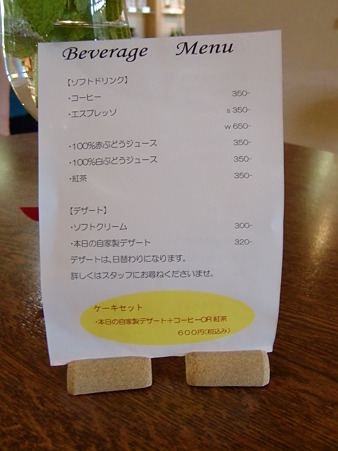 Beverage Menu
【ソフトドリンク】
・コーヒー 350-
・エスプレッソ s 350-
w 650-
・100%赤ぶどうジュース 350-
・100%白ぶどうジュース 350-
・紅茶 350-
【デザート】
・ソフトクリーム 300-
・本日の自家製デザート 320-
デザートは、日替わりになります。
詳しくはスタッフにお尋ねくださいませ。
ケーキセット
・本日の自家製デザート+コーヒーOR 紅茶
600円(税込み)